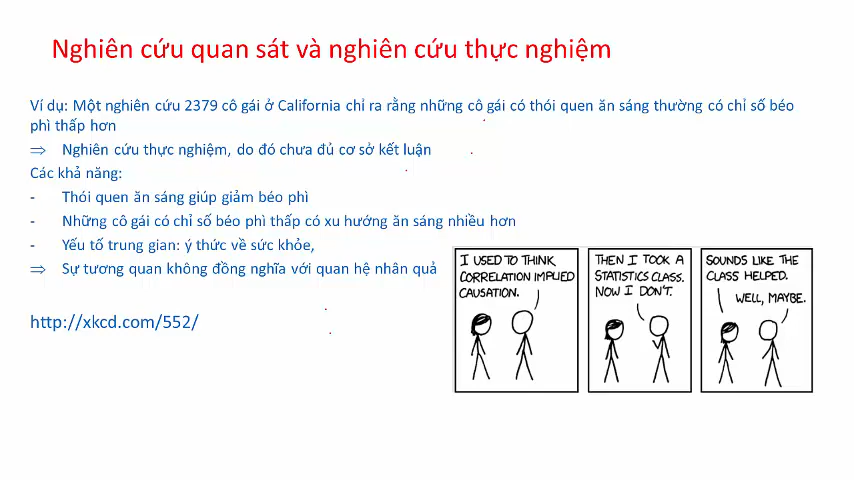 Nghiên cứu quan sát và nghiên cứu thực nghiệm
Ví dụ: Một nghiên cứu 2379 cô gái ở California chỉ ra rằng những cô gái có thói quen ăn sáng thường có chỉ số béo
phì thấp hơn
⇒ Nghiên cứu thực nghiệm, do đó chưa đủ cơ sở kết luận
Các khả năng:
- Thói quen ăn sáng giúp giảm béo phì
- Những cô gái có chỉ số béo phì thấp có xu hướng ăn sáng nhiều hơn
- Yếu tố trung gian: ý thức về sức khỏe,
⇒ Sự tương quan không đồng nghĩa với quan hệ nhân quả
http://xkcd.com/552/
I USED TO THINK
CORRELATION IMPLIED
CAUSATION.
THEN I TOOK A
STATISTICS CLASS.
NOW I DON'T.
SOUNDS LIKE THE
CLASS HELPED.
WELL, MAYBE.